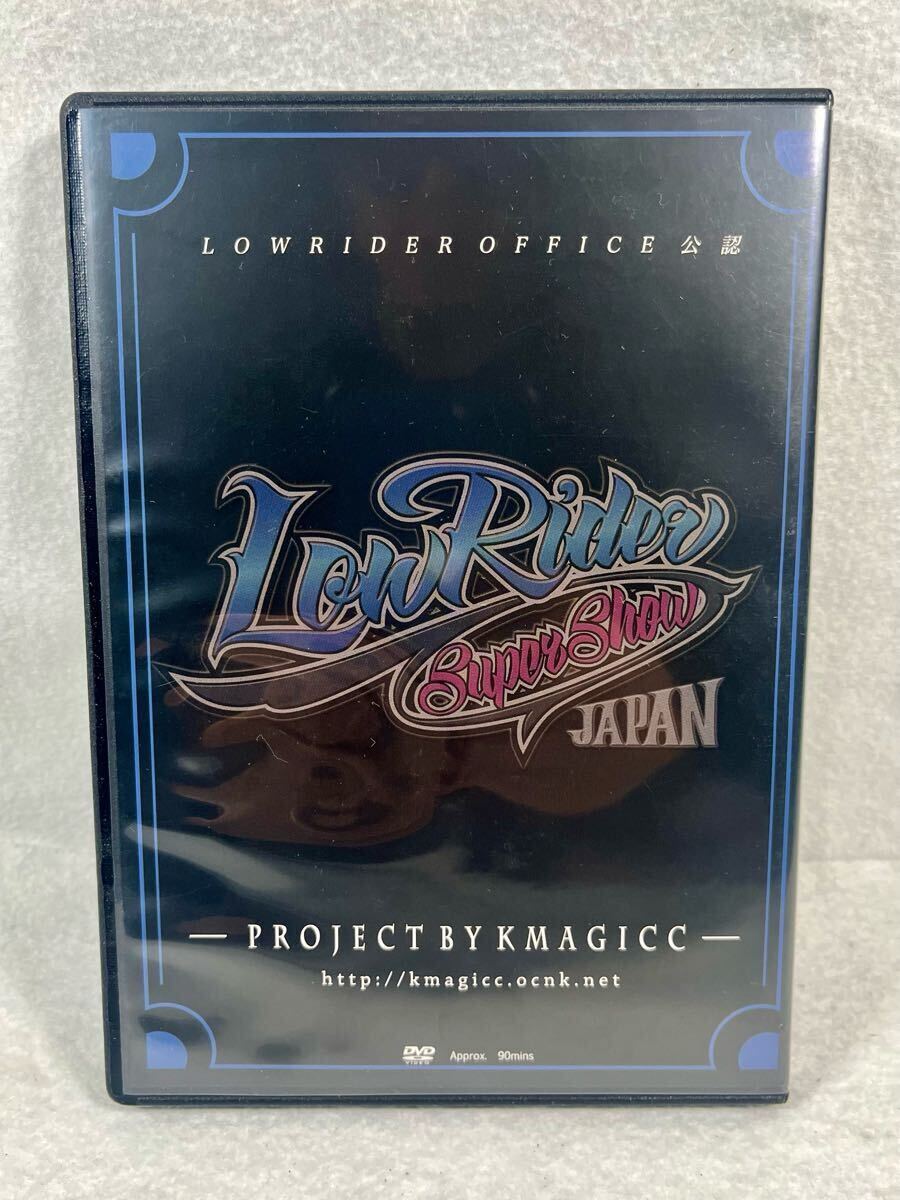 LOWRIDER OFFICE 公認
LowRider
Super Show
JAPAN
— PROJECT BY KMAGICC —
http://kmagicc.ocnk.net
DVD VIDEO Approx. 90mins